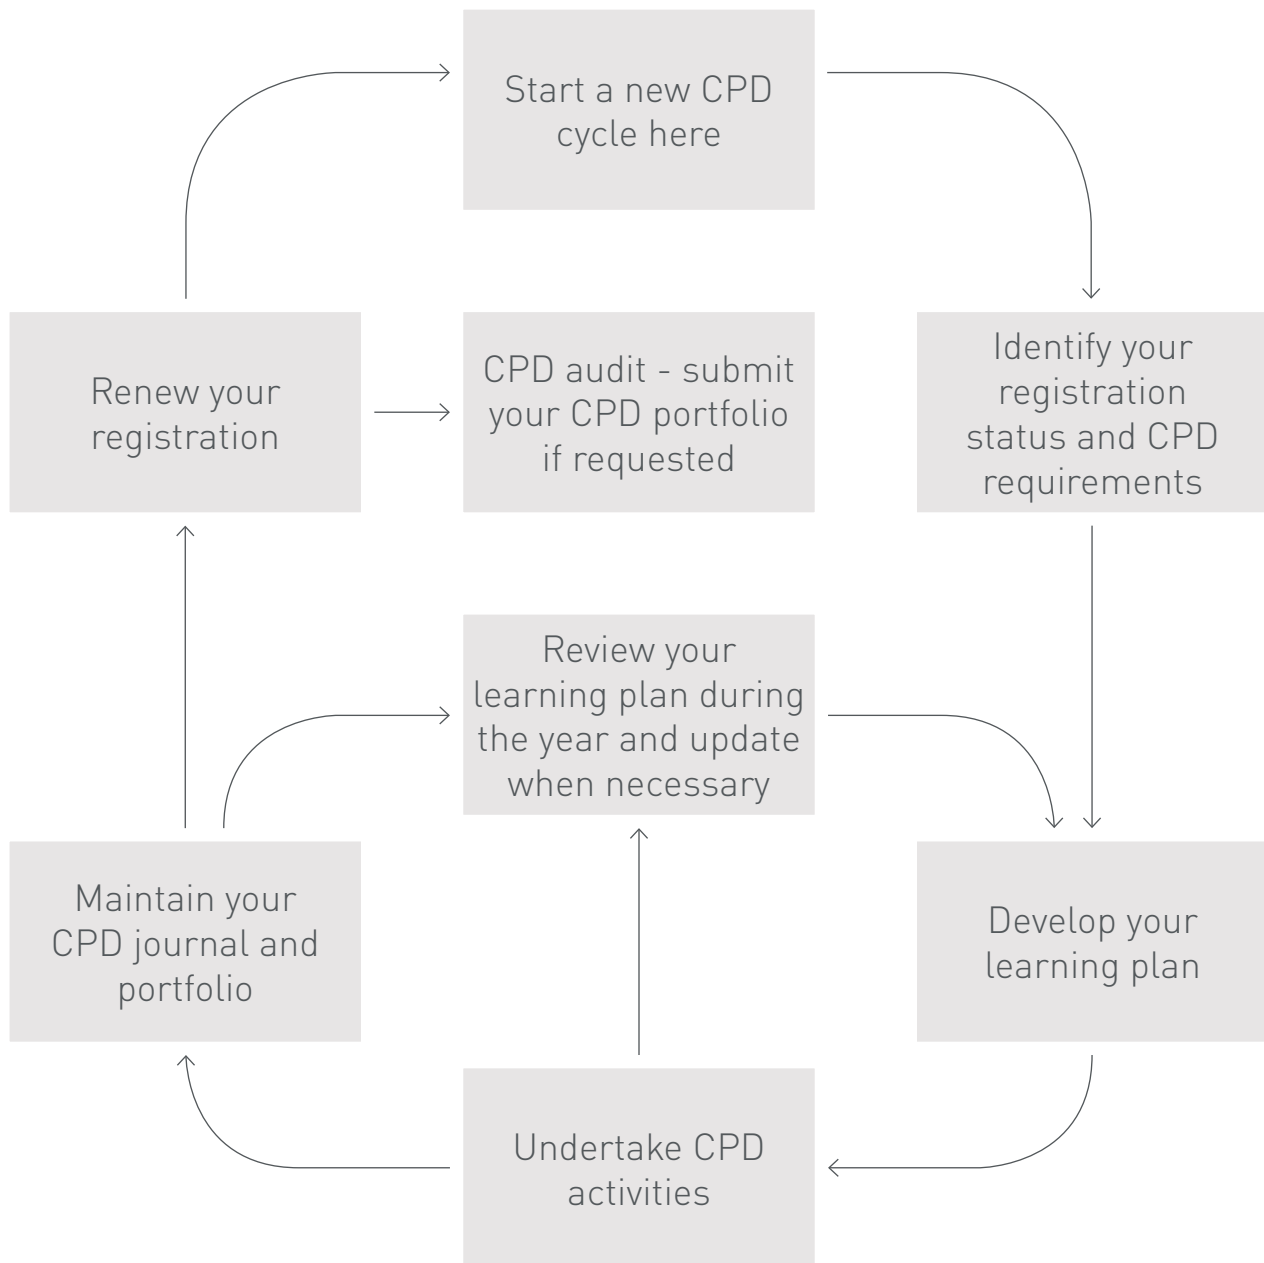 Start a new CPD
cycle here
Renew your
registration
CPD audit - submit
your CPD portfolio
if requested
Identify your
registration
status and CPD
requirements
Review your
learning plan during
the year and update
when necessary
Maintain your
CPD journal and
portfolio
Develop your
learning plan
Undertake CPD
activities